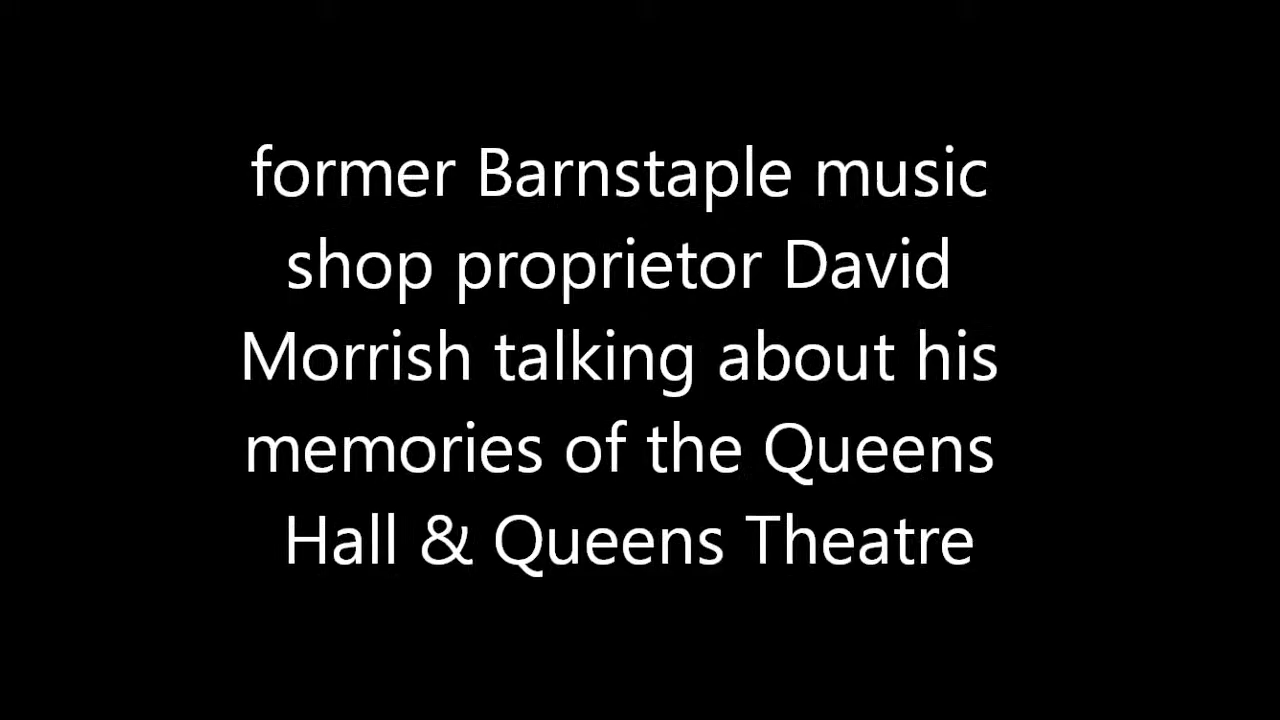 former Barnstaple music
shop proprietor David
Morrish talking about his
memories of the Queens
Hall & Queens Theatre